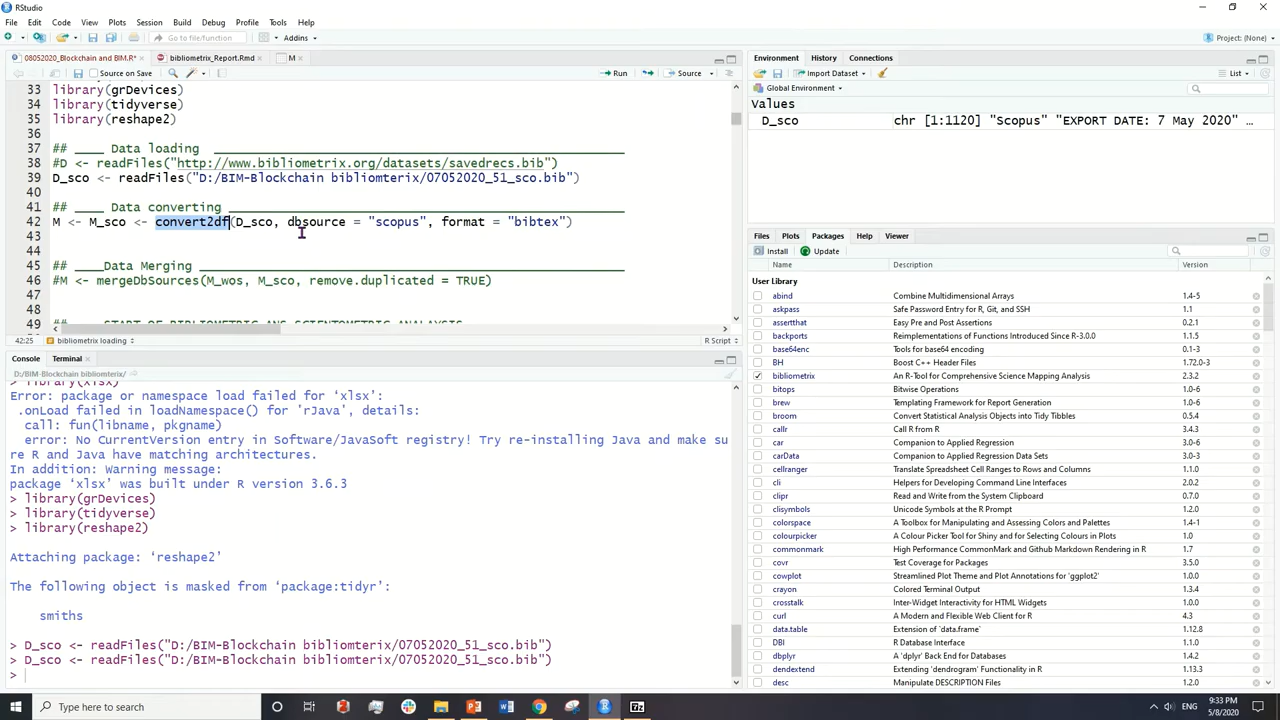 RStudio
File Edit Code View Plots Session Build Debug Profile Tools Help
Go to file/function Addins Project: (None)
08052020_Blockchain and BIM.R* bibliometrix_Report.Rmd M
Source on Save Run Source
33 library(grDevices)
34 library(tidyverse)
35 library(reshape2)
36
37 ## ____ Data loading
38 #D <- readFiles("http://www.bibliometrix.org/datasets/savedrecs.bib")
39 D_sco <- readFiles("D:/BIM-Blockchain bibliomterix/07052020_51_sco.bib")
40
41 ## ____ Data converting
42 M <- M_sco <- convert2df(D_sco, dbsource = "scopus", format = "bibtex")
43
44
45 ## ____Data Merging
46 #M <- mergeDbSources(M_wos, M_sco, remove.duplicated = TRUE)
47
48
49 ## ____ START OF BIBLIOMETRIC AND SCIENTOMETRIC ANALYSIS
42:25 bibliometrix loading R Script
Console Terminal
D:/BIM-Blockchain bibliomterix/
> library(xlsx)
Error: package or namespace load failed for ‘xlsx’:
.onLoad failed in loadNamespace() for 'rJava', details:
call: fun(libname, pkgname)
error: No CurrentVersion entry in Software/JavaSoft registry! Try re-installing Java and make su
re R and Java have matching architectures.
In addition: Warning message:
package ‘xlsx’ was built under R version 3.6.3
> library(grDevices)
> library(tidyverse)
> library(reshape2)
Attaching package: ‘reshape2’
The following object is masked from ‘package:tidyr’:
smiths
> D_sco <- readFiles("D:/BIM-Blockchain bibliomterix/07052020_51_sco.bib")
> D_sco <- readFiles("D:/BIM-Blockchain bibliomterix/07052020_51_sco.bib")
>
Environment History Connections
Import Dataset List
Global Environment
Values
D_sco chr [1:1120] "Scopus" "EXPORT DATE: 7 May 2020" …
Files Plots Packages Help Viewer
Install Update
Name Description Version
User Library
abind Combine Multidimensional Arrays 1.4-5
askpass Safe Password Entry for R, Git, and SSH 1.1
assertthat Easy Pre and Post Assertions 0.2.1
backports Reimplementations of Functions Introduced Since R-3.0.0 1.1.5
base64enc Tools for base64 encoding 0.1-3
BH Boost C++ Header Files 1.72.0-3
bibliometrix An R-Tool for Comprehensive Science Mapping Analysis 2.3.2
bitops Bitwise Operations 1.0-6
brew Templating Framework for Report Generation 1.0-6
broom Convert Statistical Analysis Objects into Tidy Tibbles 0.5.4
callr Call R from R 3.4.3
car Companion to Applied Regression 3.0-6
carData Companion to Applied Regression Data Sets 3.0-3
cellranger Translate Spreadsheet Cell Ranges to Rows and Columns 1.1.0
cli Helpers for Developing Command Line Interfaces 2.0.2
clipr Read and Write from the System Clipboard 0.7.0
clisymbols Unicode Symbols at the R Prompt 1.2.0
colorspace A Toolbox for Manipulating and Assessing Colors and Palettes 1.4-1
colourpicker A Colour Picker Tool for Shiny and for Selecting Colours in Plots 1.0
commonmark High Performance CommonMark and Github Markdown Rendering in R 1.7
covr Test Coverage for Packages 3.5.0
cowplot Streamlined Plot Theme and Plot Annotations for 'ggplot2' 1.0.0
crayon Colored Terminal Output 1.3.4
crosstalk Inter-Widget Interactivity for HTML Widgets 1.0.0
curl A Modern and Flexible Web Client for R 4.3
data.table Extension of `data.frame` 1.12.8
DBI R Database Interface 1.1.0
dbplyr A 'dplyr' Back End for Databases 1.4.2
dendextend Extending 'dendrogram' Functionality in R 1.13.3
desc Manipulate DESCRIPTION Files 1.2.0
Type here to search
ENG 9:33 PM
5/8/2020